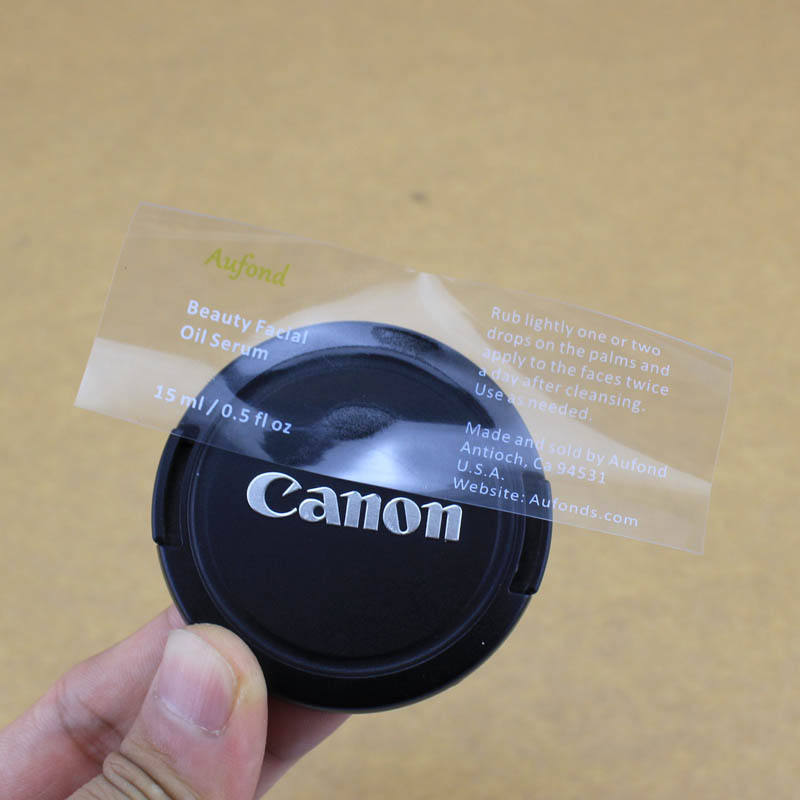 Aufond
Beauty Facial
Oil Serum
15 ml / 0.5 fl oz
Rub lightly one or two
drops on the palms and
apply to the faces twice
a day after cleansing.
Use as needed.
Made and sold by Aufond
Antioch, Ca 94531
U.S.A.
Website: Aufonds.com
Canon